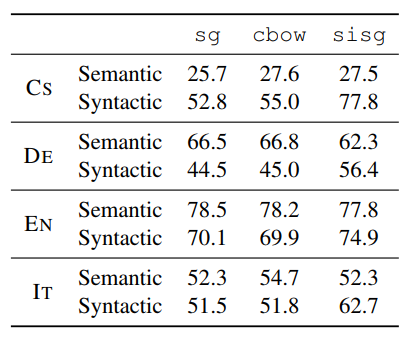 sg cbow sisg
Cs Semantic 25.7 27.6 27.5
Syntactic 52.8 55.0 77.8
De Semantic 66.5 66.8 62.3
Syntactic 44.5 45.0 56.4
En Semantic 78.5 78.2 77.8
Syntactic 70.1 69.9 74.9
It Semantic 52.3 54.7 52.3
Syntactic 51.5 51.8 62.7